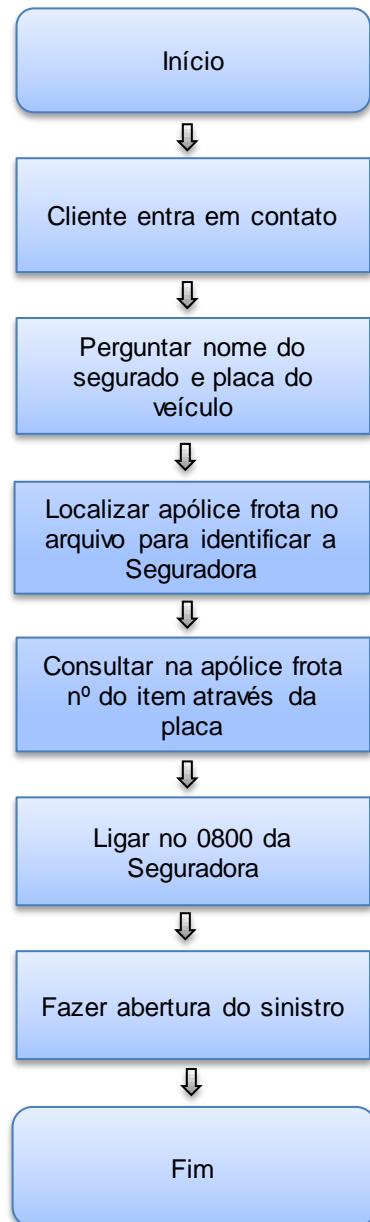 Início
Cliente entra em contato
Perguntar nome do
segurado e placa do
veículo
Localizar apólice frota no
arquivo para identificar a
Seguradora
Consultar na apólice frota
nº do item através da
placa
Ligar no 0800 da
Seguradora
Fazer abertura do sinistro
Fim